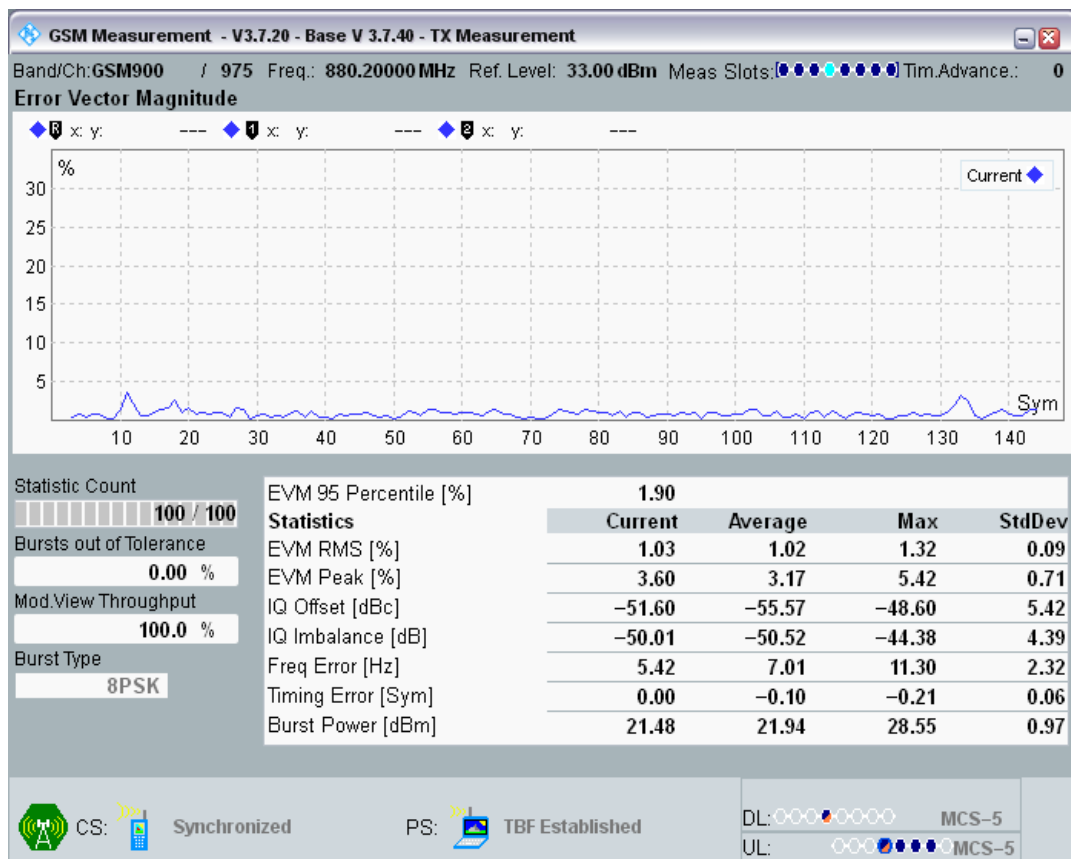 GSM Measurement - V3.7.20 - Base V 3.7.40 - TX Measurement
Band/Ch:GSM900 / 975 Freq.: 880.20000 MHz Ref. Level: 33.00 dBm Meas Slots: Tim.Advance.: 0
Error Vector Magnitude
R x: y: --- 1 x: y: --- 2 x: y: ---
%
Current
30
25
20
15
10
5
Sym
10 20 30 40 50 60 70 80 90 100 110 120 130 140
Statistic Count
100 / 100
Bursts out of Tolerance
0.00 %
Mod.View Throughput
100.0 %
Burst Type
8PSK
EVM 95 Percentile [%] 1.90
Statistics Current Average Max StdDev
EVM RMS [%] 1.03 1.02 1.32 0.09
EVM Peak [%] 3.60 3.17 5.42 0.71
IQ Offset [dBc] −51.60 −55.57 −48.60 5.42
IQ Imbalance [dB] −50.01 −50.52 −44.38 4.39
Freq Error [Hz] 5.42 7.01 11.30 2.32
Timing Error [Sym] 0.00 −0.10 −0.21 0.06
Burst Power [dBm] 21.48 21.94 28.55 0.97
CS: Synchronized PS: TBF Established
DL: MCS−5
UL: MCS−5